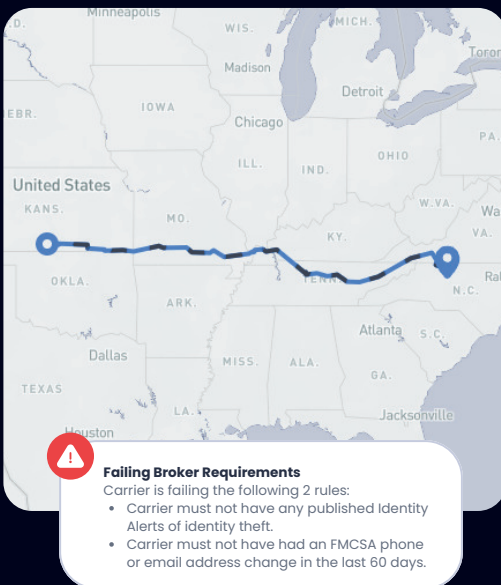 Minneapolis
WIS.
MICH.
Toron
Madison
Detroit
EBR.
IOWA
Chicago
PA.
ILL.
IND.
OHIO
United States
KANS.
MO.
W.VA.
Wa
KY.
VA.
OKLA.
TENN.
Ral
N.C.
ARK.
Atlanta
S.C.
Dallas
MISS.
ALA.
GA.
TEXAS
LA.
Jacksonville
Houston
Failing Broker Requirements
Carrier is failing the following 2 rules:
• Carrier must not have any published Identity
Alerts of identity theft.
• Carrier must not have had an FMCSA phone
or email address change in the last 60 days.